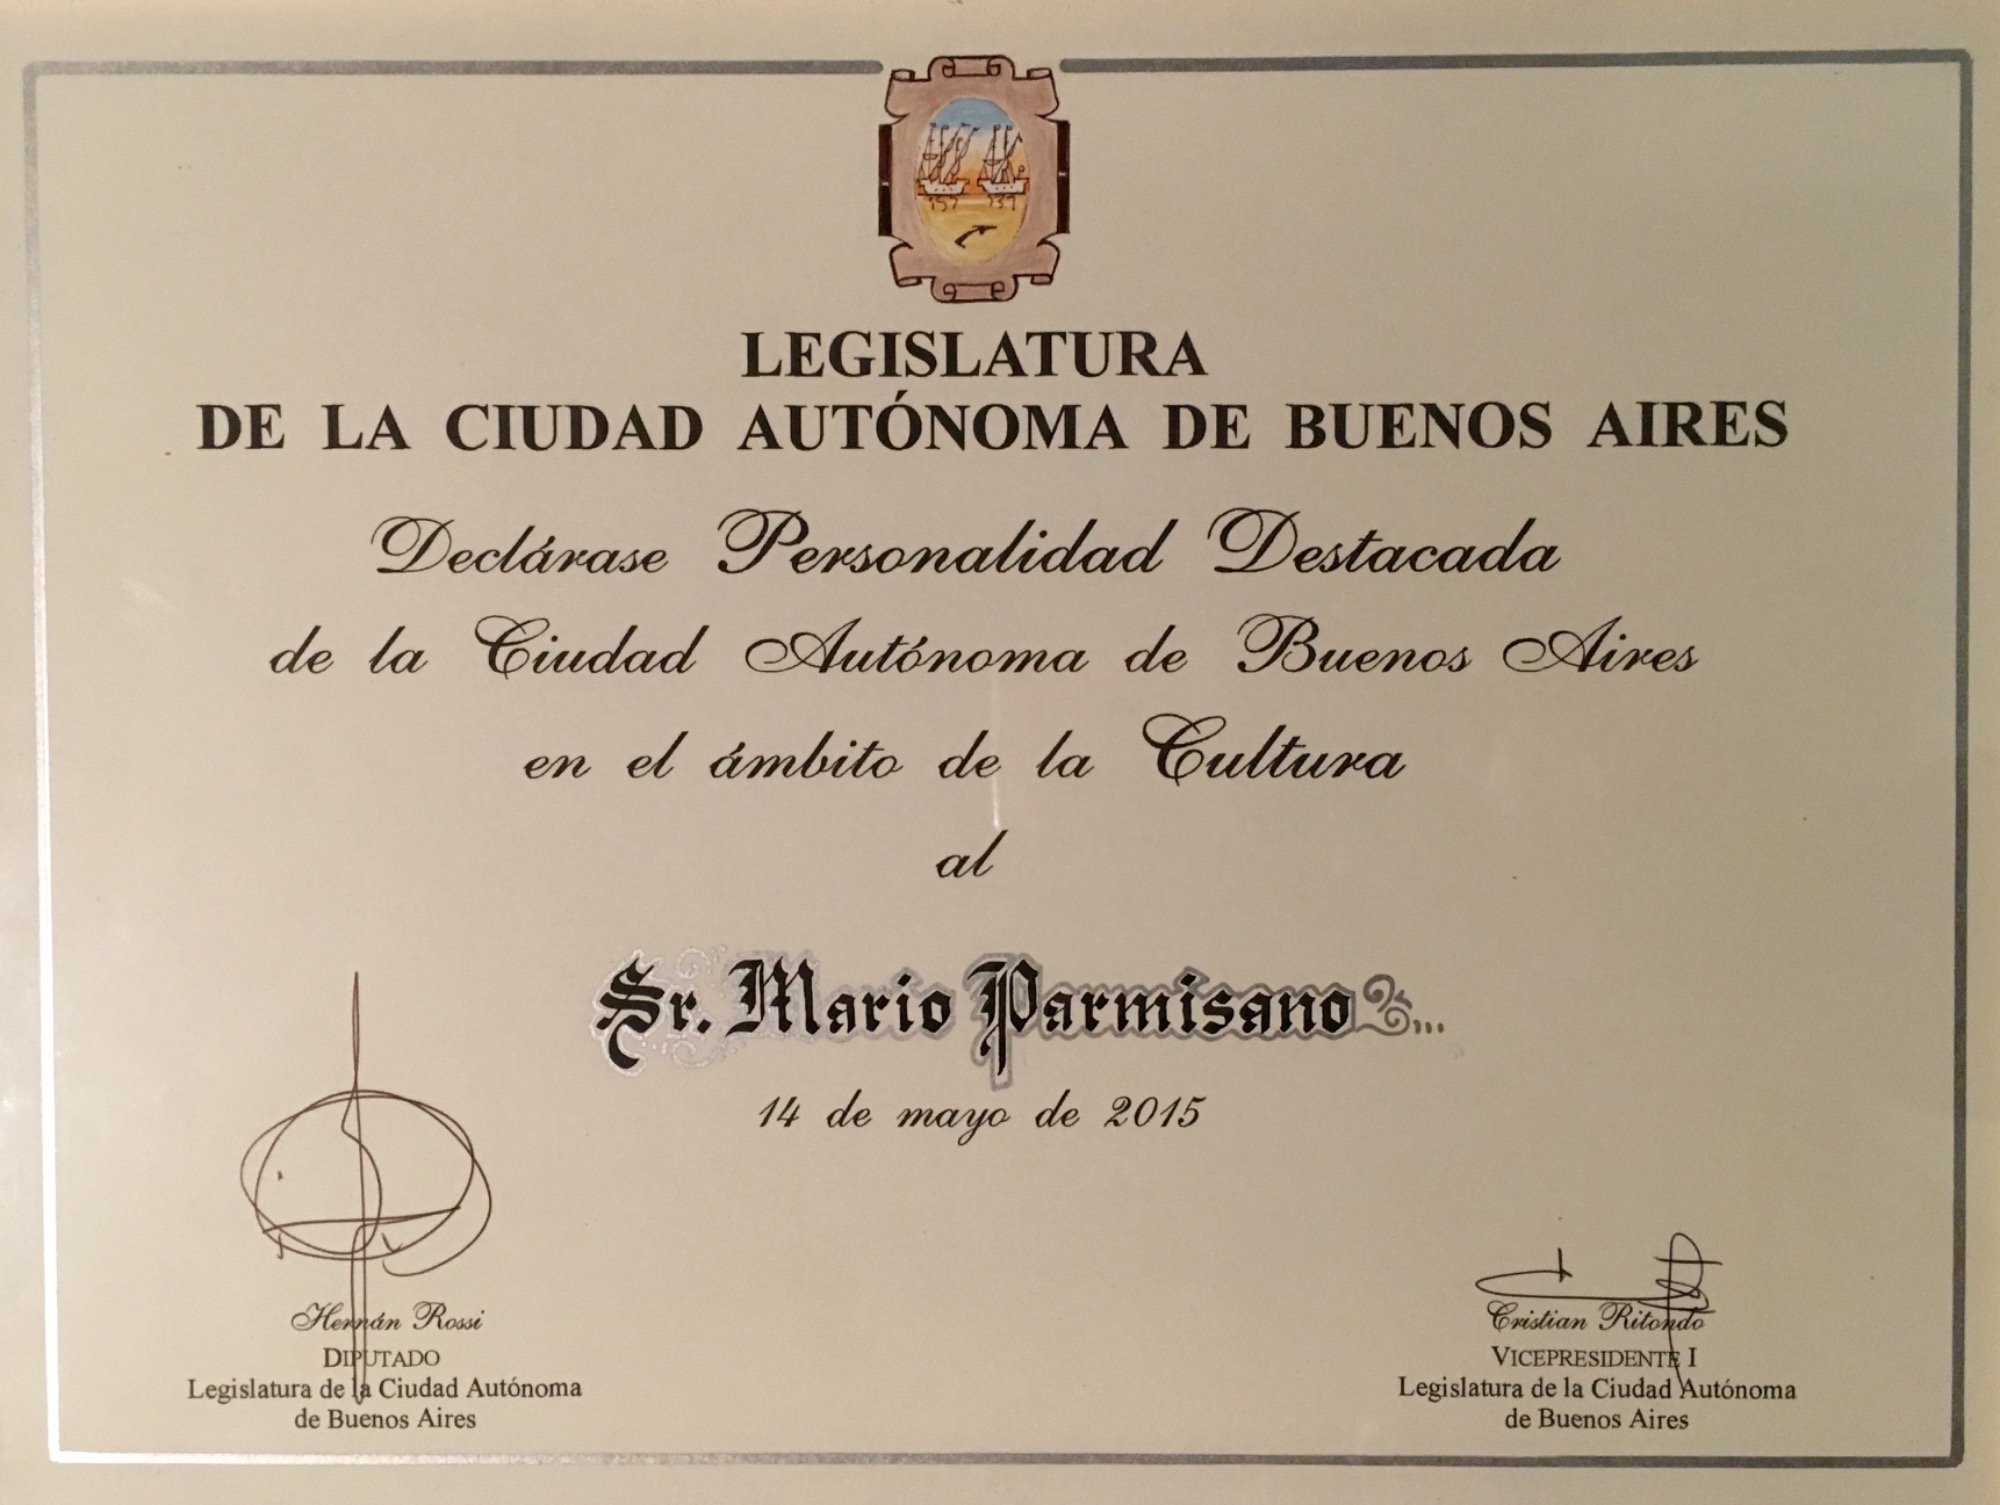 LEGISLATURA
DE LA CIUDAD AUTÓNOMA DE BUENOS AIRES
Declárase Personalidad Destacada
de la Ciudad Autónoma de Buenos Aires
en el ámbito de la Cultura
al
Sr. Mario Parmisano
14 de mayo de 2015
Hernán Rossi
DIPUTADO
Legislatura de la Ciudad Autónoma
de Buenos Aires
Cristian Ritondo
VICEPRESIDENTE I
Legislatura de la Ciudad Autónoma
de Buenos Aires